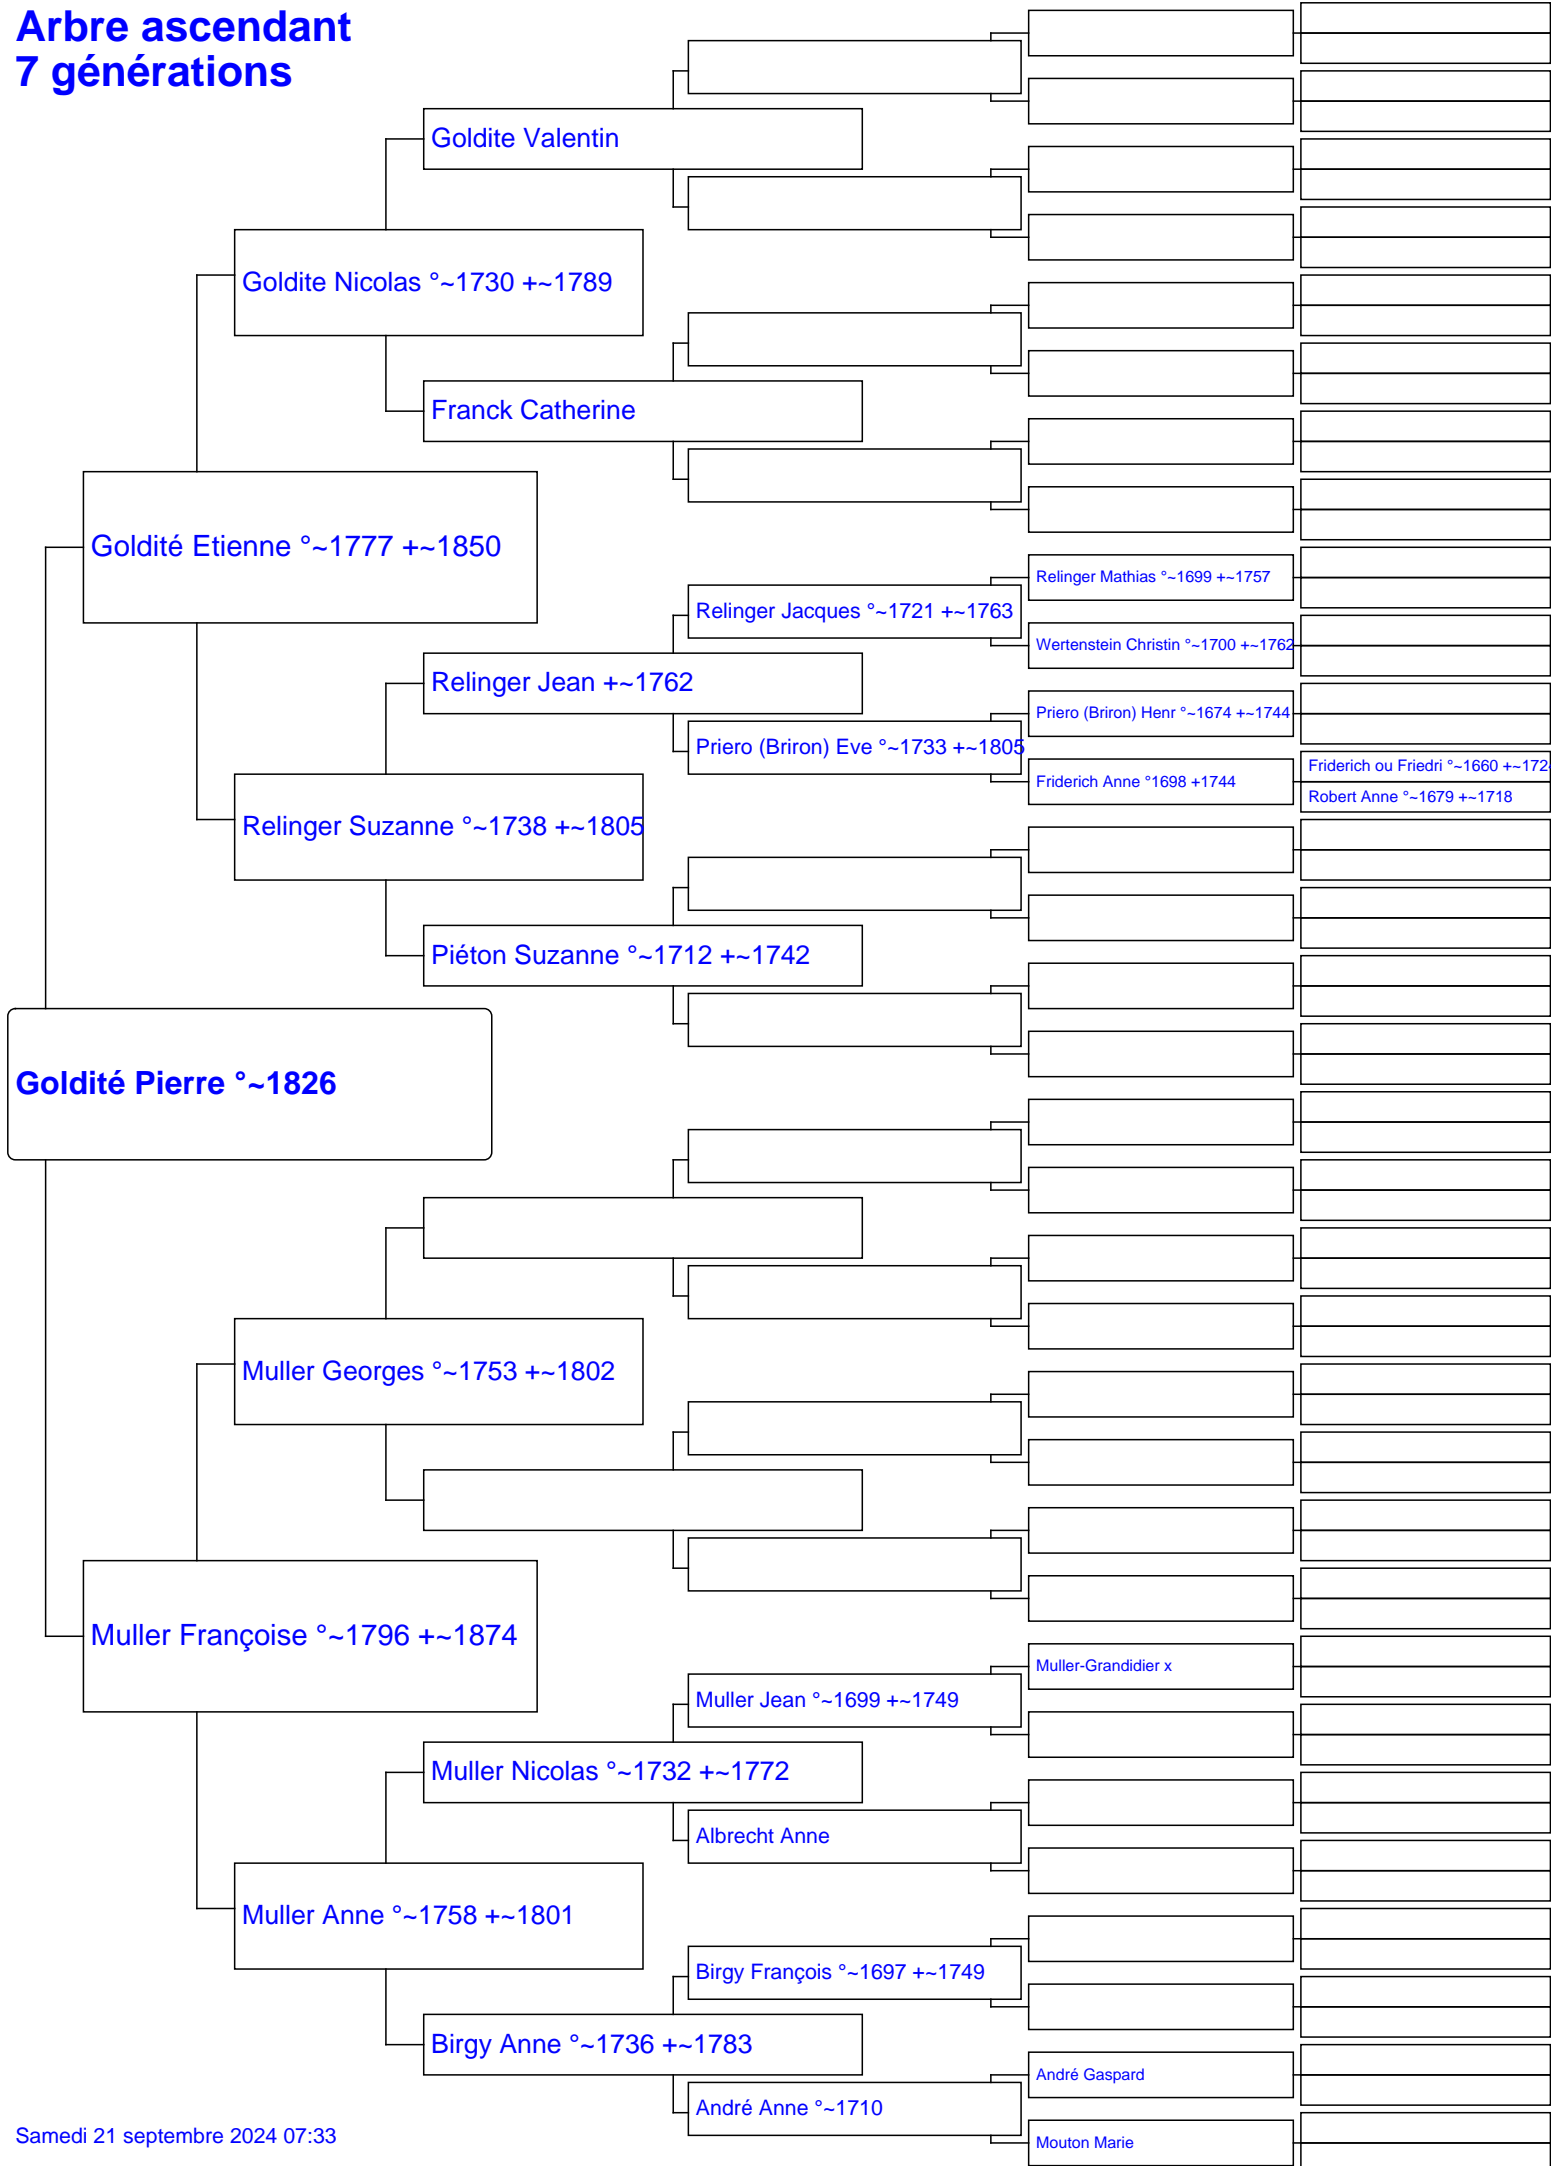 Arbre ascendant
7 générations
Goldite Valentin
Goldite Nicolas °~1730 +~1789
Franck Catherine
Goldité Etienne °~1777 +~1850
Relinger Mathias °~1699 +~1757
Relinger Jacques °~1721 +~1763
Wertenstein Christin °~1700 +~1762
Relinger Jean +~1762
Priero (Briron) Henr °~1674 +~1744
Priero (Briron) Eve °~1733 +~1805
Friderich ou Friedri °~1660 +~172
Friderich Anne °1698 +1744
Robert Anne °~1679 +~1718
Relinger Suzanne °~1738 +~1805
Piéton Suzanne °~1712 +~1742
Goldité Pierre °~1826
Muller Georges °~1753 +~1802
Muller Françoise °~1796 +~1874
Muller-Grandidier x
Muller Jean °~1699 +~1749
Muller Nicolas °~1732 +~1772
Albrecht Anne
Muller Anne °~1758 +~1801
Birgy François °~1697 +~1749
Birgy Anne °~1736 +~1783
André Gaspard
André Anne °~1710
Mouton Marie
Samedi 21 septembre 2024 07:33